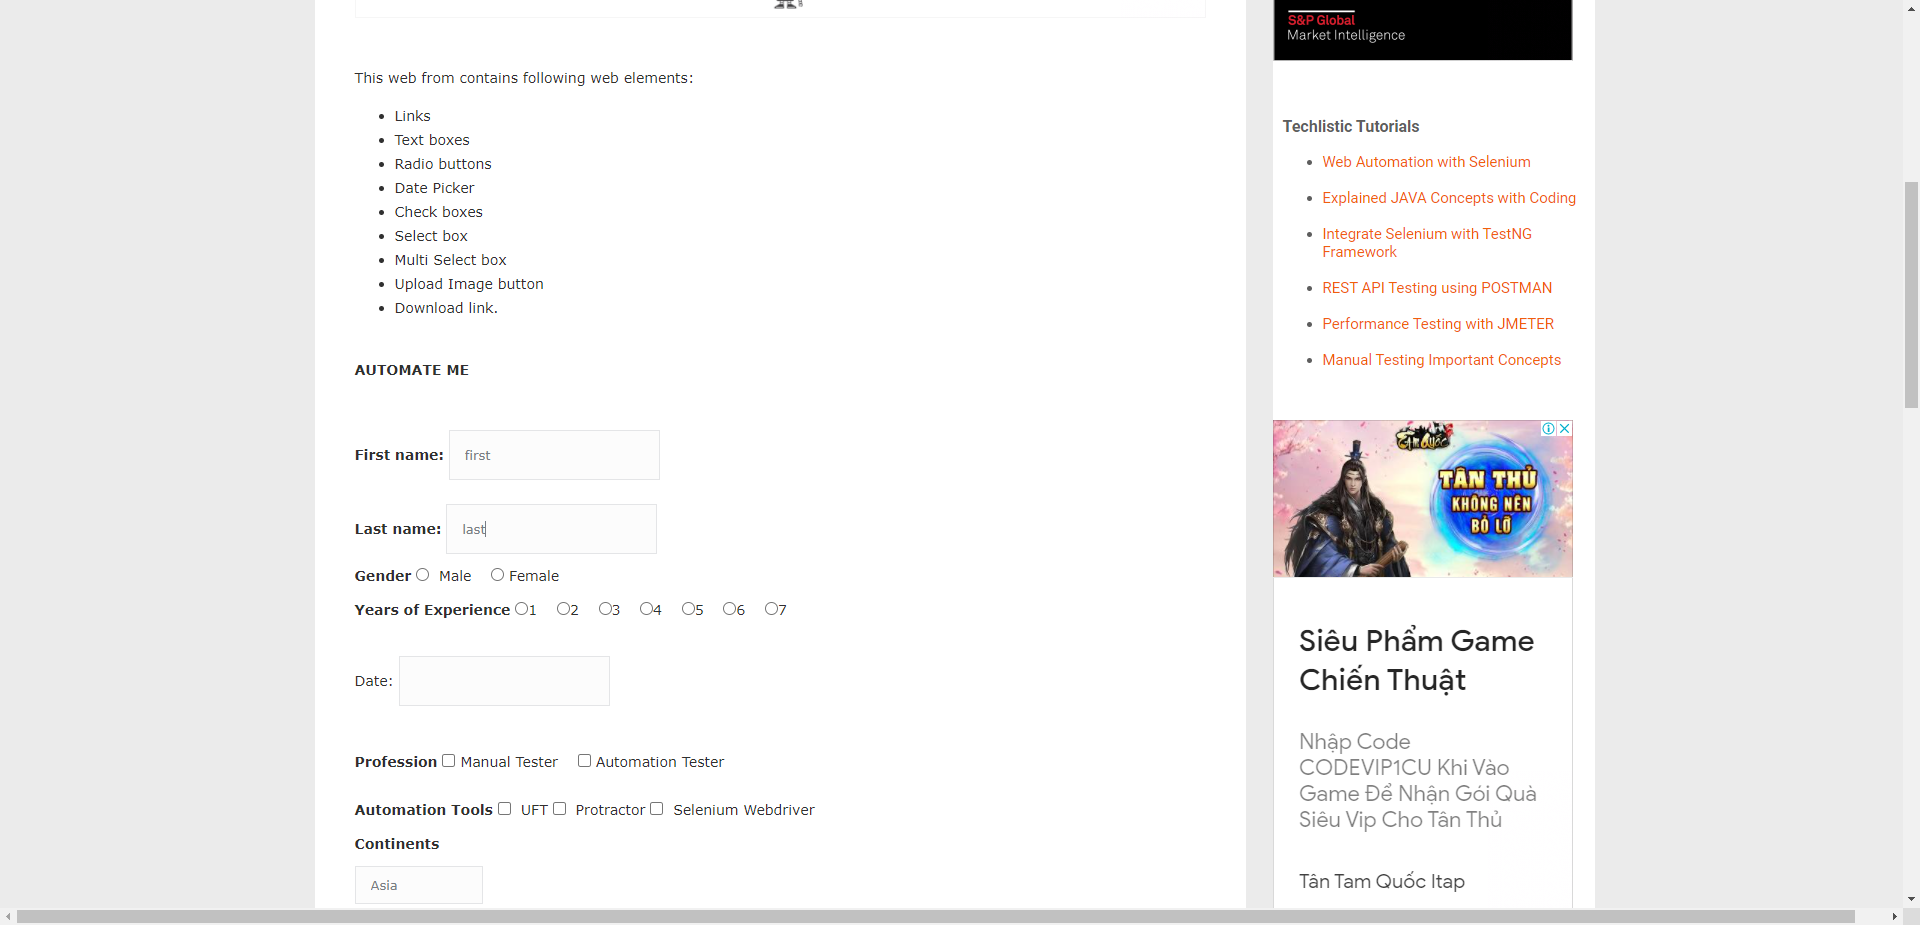 This web from contains following web elements:
Links
Text boxes
Radio buttons
Date Picker
Check boxes
Select box
Multi Select box
Upload Image button
Download link.
AUTOMATE ME
First name: first
Last name: last
Gender Male Female
Years of Experience 1 2 3 4 5 6 7
Date:
Profession Manual Tester Automation Tester
Automation Tools UFT Protractor Selenium Webdriver
Continents
Asia
S&P Global
Market Intelligence
Techlistic Tutorials
Web Automation with Selenium
Explained JAVA Concepts with Coding
Integrate Selenium with TestNG
Framework
REST API Testing using POSTMAN
Performance Testing with JMETER
Manual Testing Important Concepts
TÂN THỦ
KHÔNG NÊN
BỎ LỠ
Siêu Phẩm Game
Chiến Thuật
Nhập Code
CODEVIP1CU Khi Vào
Game Để Nhận Gói Quà
Siêu Vip Cho Tân Thủ
Tân Tam Quốc Itap